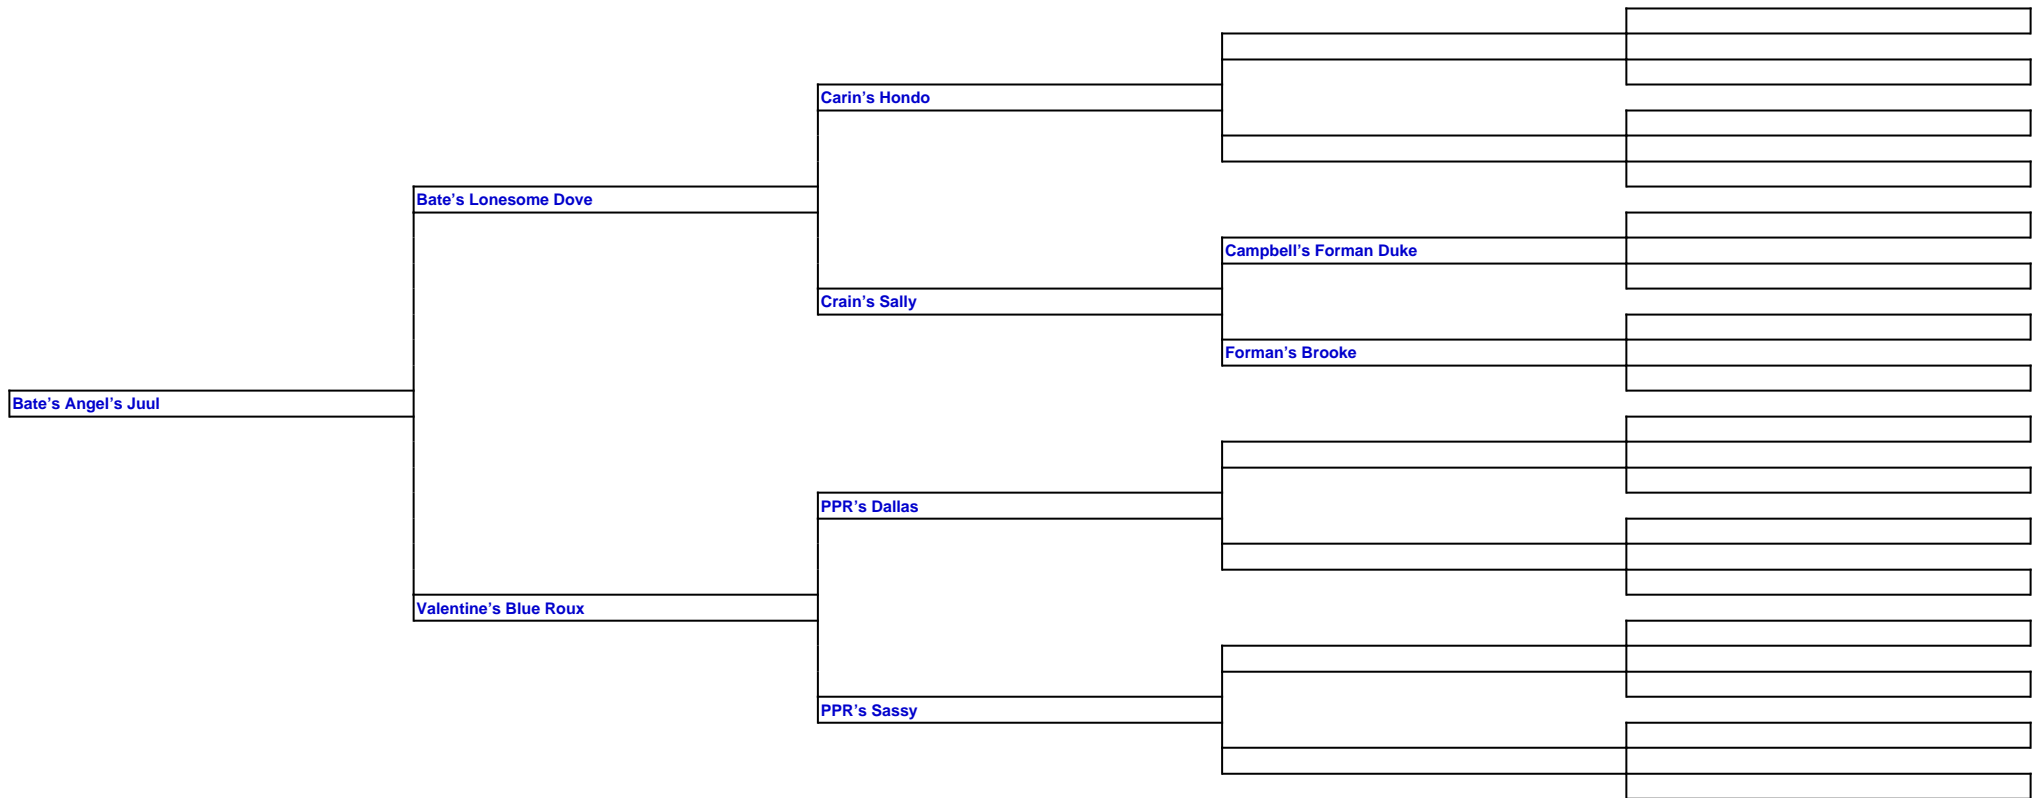 Carin’s Hondo
Bate’s Lonesome Dove
Campbell’s Forman Duke
Crain’s Sally
Forman’s Brooke
Bate’s Angel’s Juul
PPR’s Dallas
Valentine’s Blue Roux
PPR’s Sassy